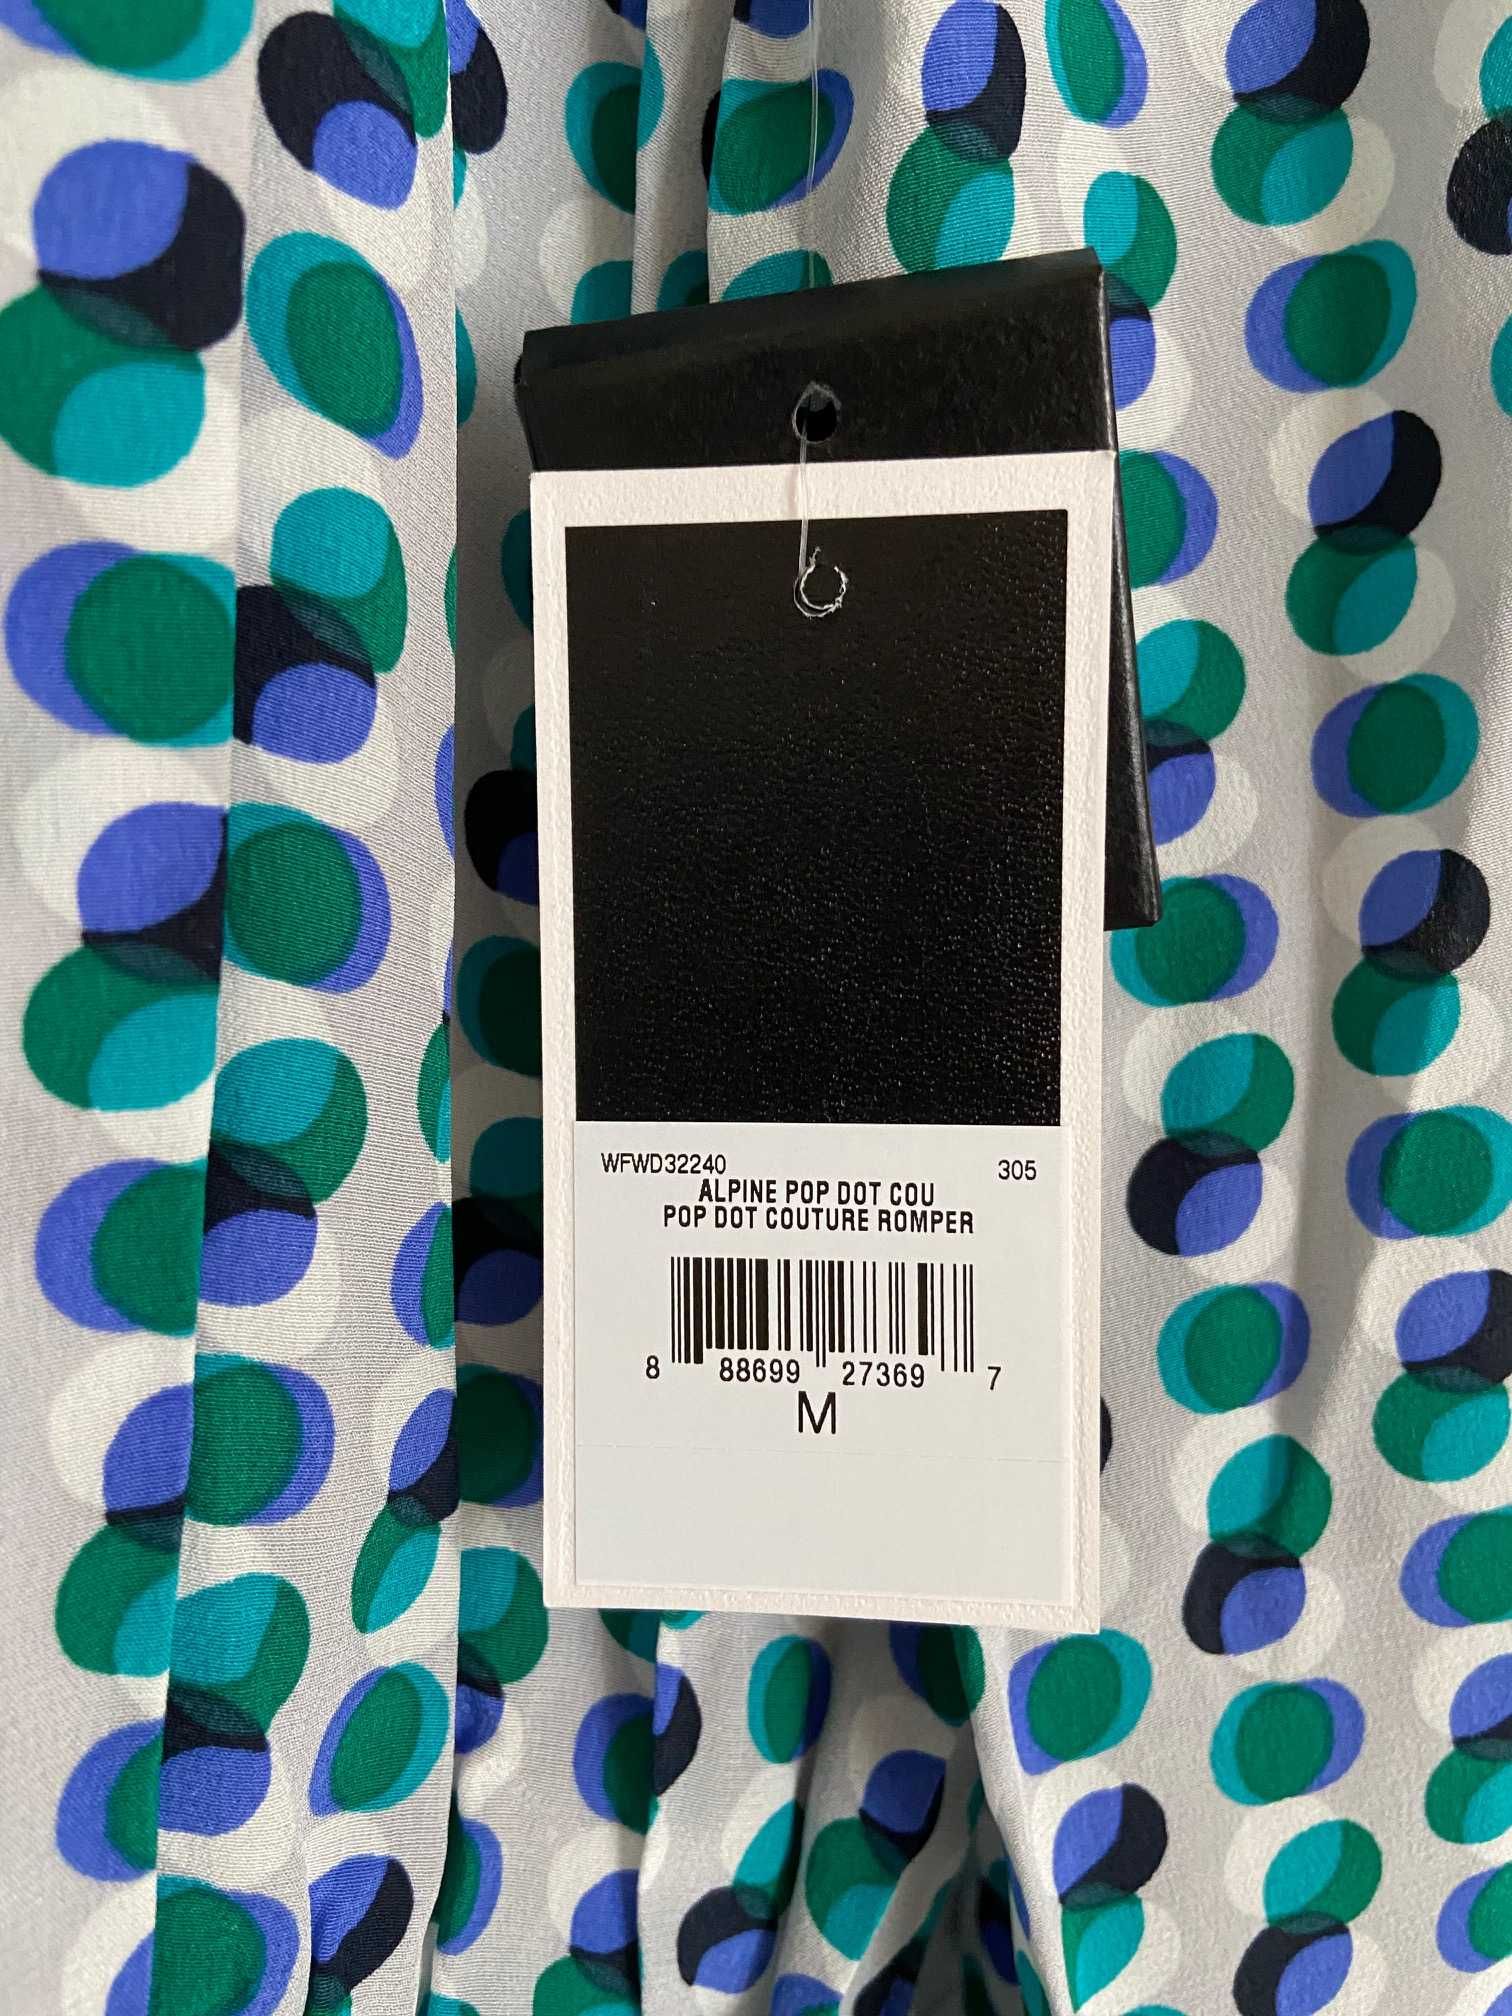 WFWD32240 305
ALPINE POP DOT COU
POP DOT COUTURE ROMPER
8 88699 27369 7
M